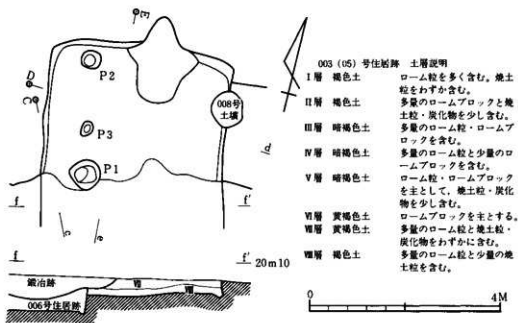 E
P2
D
C
008号
土壙
P3
P1
d
f f′
c e
f f′ 20m10
鍛冶跡 Ⅶ Ⅷ
006号住居跡
003 (05) 号住居跡 土層説明
Ⅰ層 褐色土 ローム粒を多く含む。焼土
粒をわずか含む。
Ⅱ層 褐色土 多量のロームブロックと焼
土粒・炭化物を少し含む。
Ⅲ層 暗褐色土 多量のローム粒・ロームブ
ロックを含む。
Ⅳ層 暗褐色土 多量のローム粒と少量のロ
ームブロックを含む。
Ⅴ層 暗褐色土 ローム粒・ロームブロック
を主として、焼土粒・炭化
物を少し含む。
Ⅵ層 黄褐色土 ロームブロックを主とする。
Ⅶ層 黄褐色土 多量のローム粒と焼土粒・
炭化物をわずかに含む。
Ⅷ層 褐色土 多量のローム粒と少量の焼
土粒を含む。
0 4M